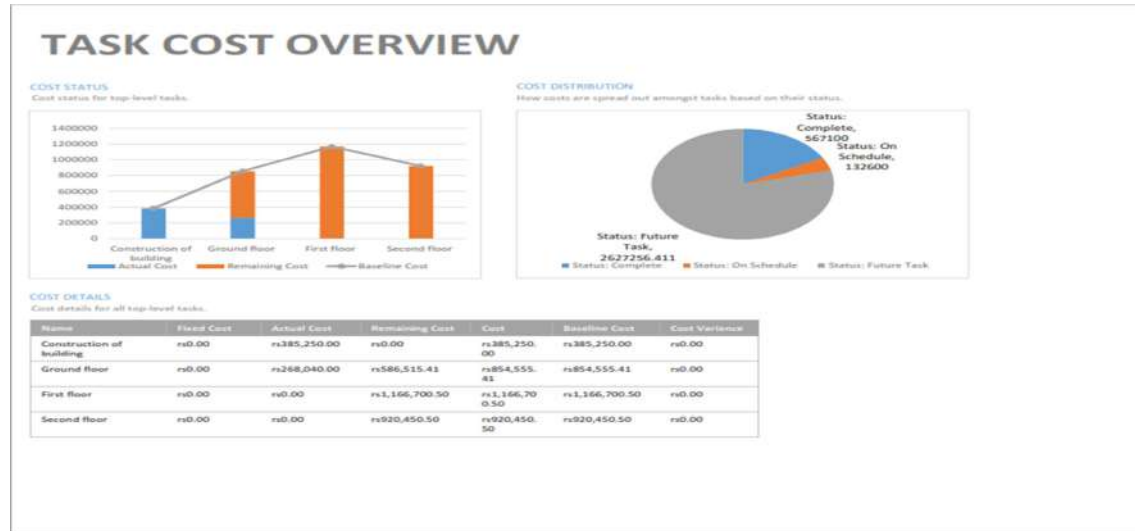 TASK COST OVERVIEW
COST STATUS
Cost status for top-level tasks.
1400000
1200000
1000000
800000
600000
400000
200000
0
Construction of
building
Ground floor
First floor
Second floor
Actual Cost
Remaining Cost
Baseline Cost
COST DISTRIBUTION
How costs are spread out amongst tasks based on their status.
Status:
Complete,
567100
Status: On
Schedule,
132600
Status: Future
Task,
2627256.411
Status: Complete
Status: On Schedule
Status: Future Task
COST DETAILS
Cost details for all top-level tasks.
Name Fixed Cost Actual Cost Remaining Cost Cost Baseline Cost Cost Variance
Construction of rs0.00 rs385,250.00 rs0.00 rs385,250. rs385,250.00 rs0.00
building 00
Ground floor rs0.00 rs268,040.00 rs586,515.41 rs854,555. rs854,555.41 rs0.00
41
First floor rs0.00 rs0.00 rs1,166,700.50 rs1,166,70 rs1,166,700.50 rs0.00
0.50
Second floor rs0.00 rs0.00 rs920,450.50 rs920,450. rs920,450.50 rs0.00
50